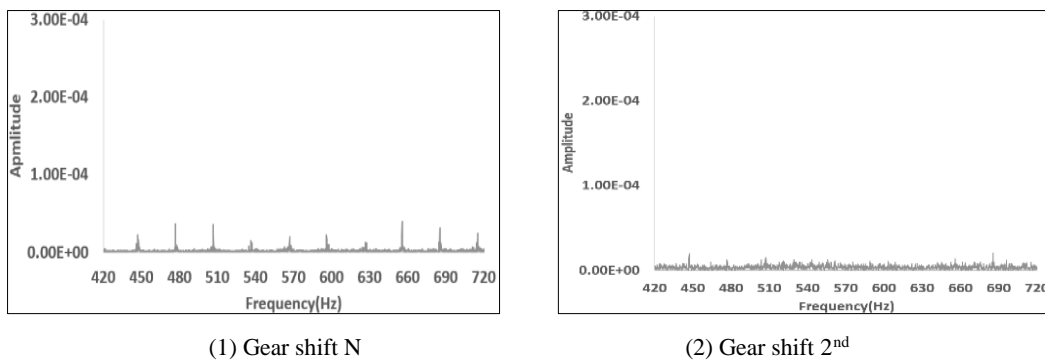 3.00E-04
2.00E-04
1.00E-04
0.00E+00
Apmlitude
420 450 480 510 540 570 600 630 660 690 720
Frequency(Hz)
(1) Gear shift N
3.00E-04
2.00E-04
1.00E-04
0.00E+00
Amplitude
420 450 480 510 540 570 600 630 660 690 720
Frequency(Hz)
(2) Gear shift 2nd